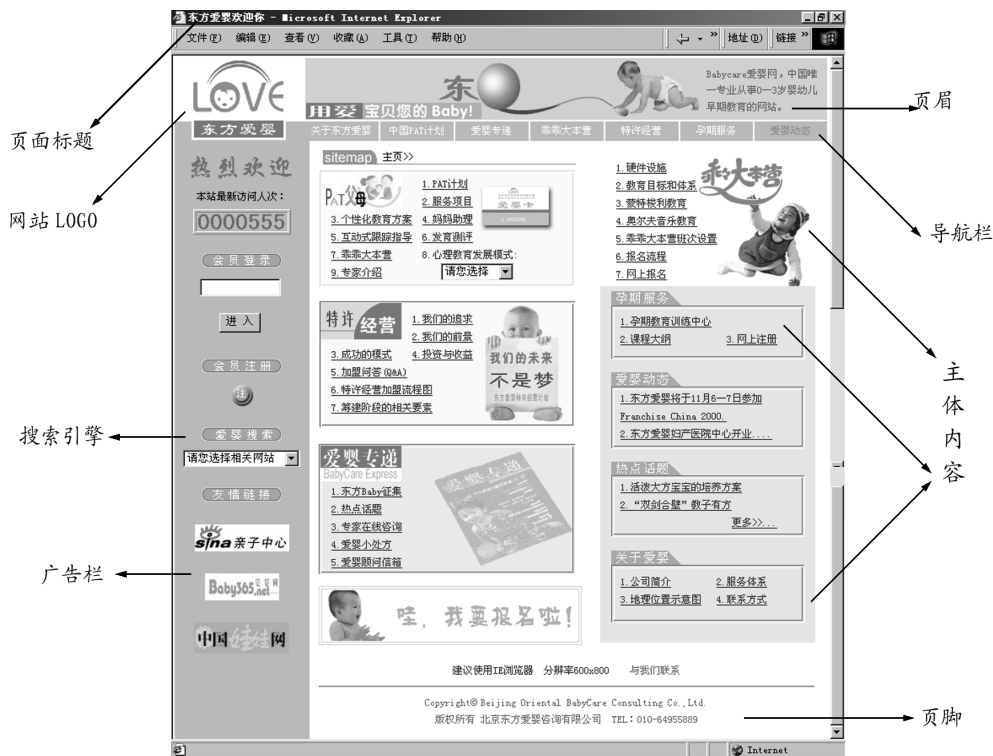 东方爱婴欢迎你 - Microsoft Internet Explorer
文件(F) 编辑(E) 查看(V) 收藏(A) 工具(T) 帮助(H)
地址(D) 链接 »
页面标题
网站 LOGO
搜索引擎
广告栏
页眉
导航栏
主体内容
页脚
LOVE
东方爱婴
东
用爱 宝贝您的 Baby!
Babycare爱婴网,中国唯
一专业从事0—3岁婴幼儿
早期教育的网站。
关于东方爱婴 中国PAT计划 爱婴专递 乖乖大本营 特许经营 孕期服务 爱婴动态
热烈欢迎
本站最新访问人次:
0000555
会员登录
进入
会员注册
注
爱婴搜索
请您选择相关网站
友情链接
sina 亲子中心
Baby365.net
中国娃娃网
sitemap 主页>>
PAT父母
1.PAT计划
2.服务项目
3.个性化教育方案 4.妈妈助理
5.互动式跟踪指导 6.发育测评
7.乖乖大本营 8.心理教育发展模式:
9.专家介绍 请您选择
爱婴卡
特许经营
1.我们的追求
2.我们的前景
3.成功的模式 4.投资与收益
5.加盟问答(Q&A)
6.特许经营加盟流程图
7.筹建阶段的相关要素
我们的未来
不是梦
东方爱婴特许经营计划
爱婴专递
BabyCare Express
1.东方Baby征集
2.热点话题
3.专家在线咨询
4.爱婴小处方
5.爱婴顾问信箱
爱婴专递
哇,我要报名啦!
乖乖大本营
1.硬件设施
2.教育目标和体系
3.蒙特梭利教育
4.奥尔夫音乐教育
5.乖乖大本营班次设置
6.报名流程
7.网上报名
孕期服务
1.孕期教育训练中心
2.课程大纲 3.网上注册
爱婴动态
1.东方爱婴将于11月6—7日参加
Franchise China 2000.
2.东方爱婴妇产医院中心开业....
热点话题
1.活泼大方宝宝的培养方案
2.“双剑合壁”教子有方
更多>>...
关于爱婴
1.公司简介 2.服务体系
3.地理位置示意图 4.联系方式
建议使用IE浏览器 分辨率600x800 与我们联系
Copyright© Beijing Oriental BabyCare Consulting Co.,Ltd.
版权所有 北京东方爱婴咨询有限公司 TEL:010-64955889
Internet